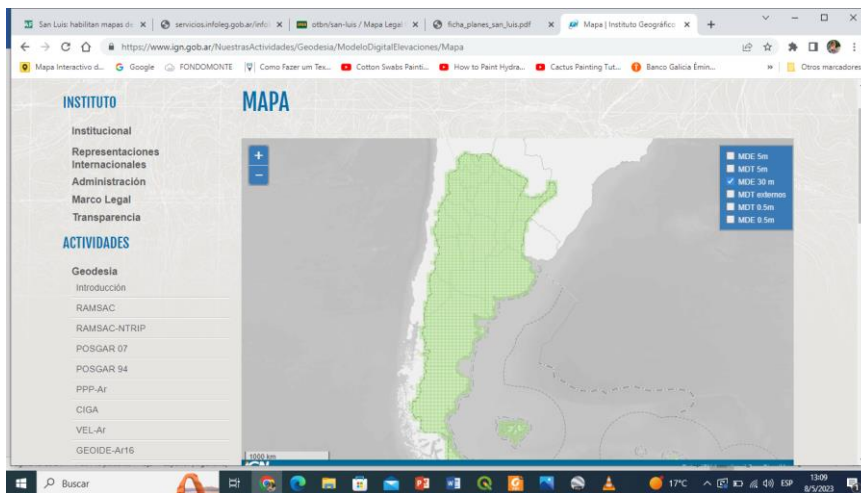 San Luis: habilitan mapas de
servicios.infoleg.gob.ar/infol
otbn/san-luis / Mapa Legal
ficha_planes_san_luis.pdf
Mapa | Instituto Geográfico
https://www.ign.gob.ar/NuestrasActividades/Geodesia/ModeloDigitalElevaciones/Mapa
Mapa Interactivo d...
Google
FONDOMONTE
Como Fazer um Tex...
Cotton Swabs Painti...
How to Paint Hydra...
Cactus Painting Tut...
Banco Galicia Emin...
»
Otros marcadores
INSTITUTO
Institucional
Representaciones
Internacionales
Administración
Marco Legal
Transparencia
ACTIVIDADES
Geodesia
Introducción
RAMSAC
RAMSAC-NTRIP
POSGAR 07
POSGAR 94
PPP-Ar
CIGA
VEL-Ar
GEOIDE-Ar16
MAPA
+
−
MDE 5m
MDT 5m
MDE 30 m
MDT externos
MDT 0.5m
MDE 0.5m
1000 km
Buscar
17°C
ESP
13:09
8/5/2023